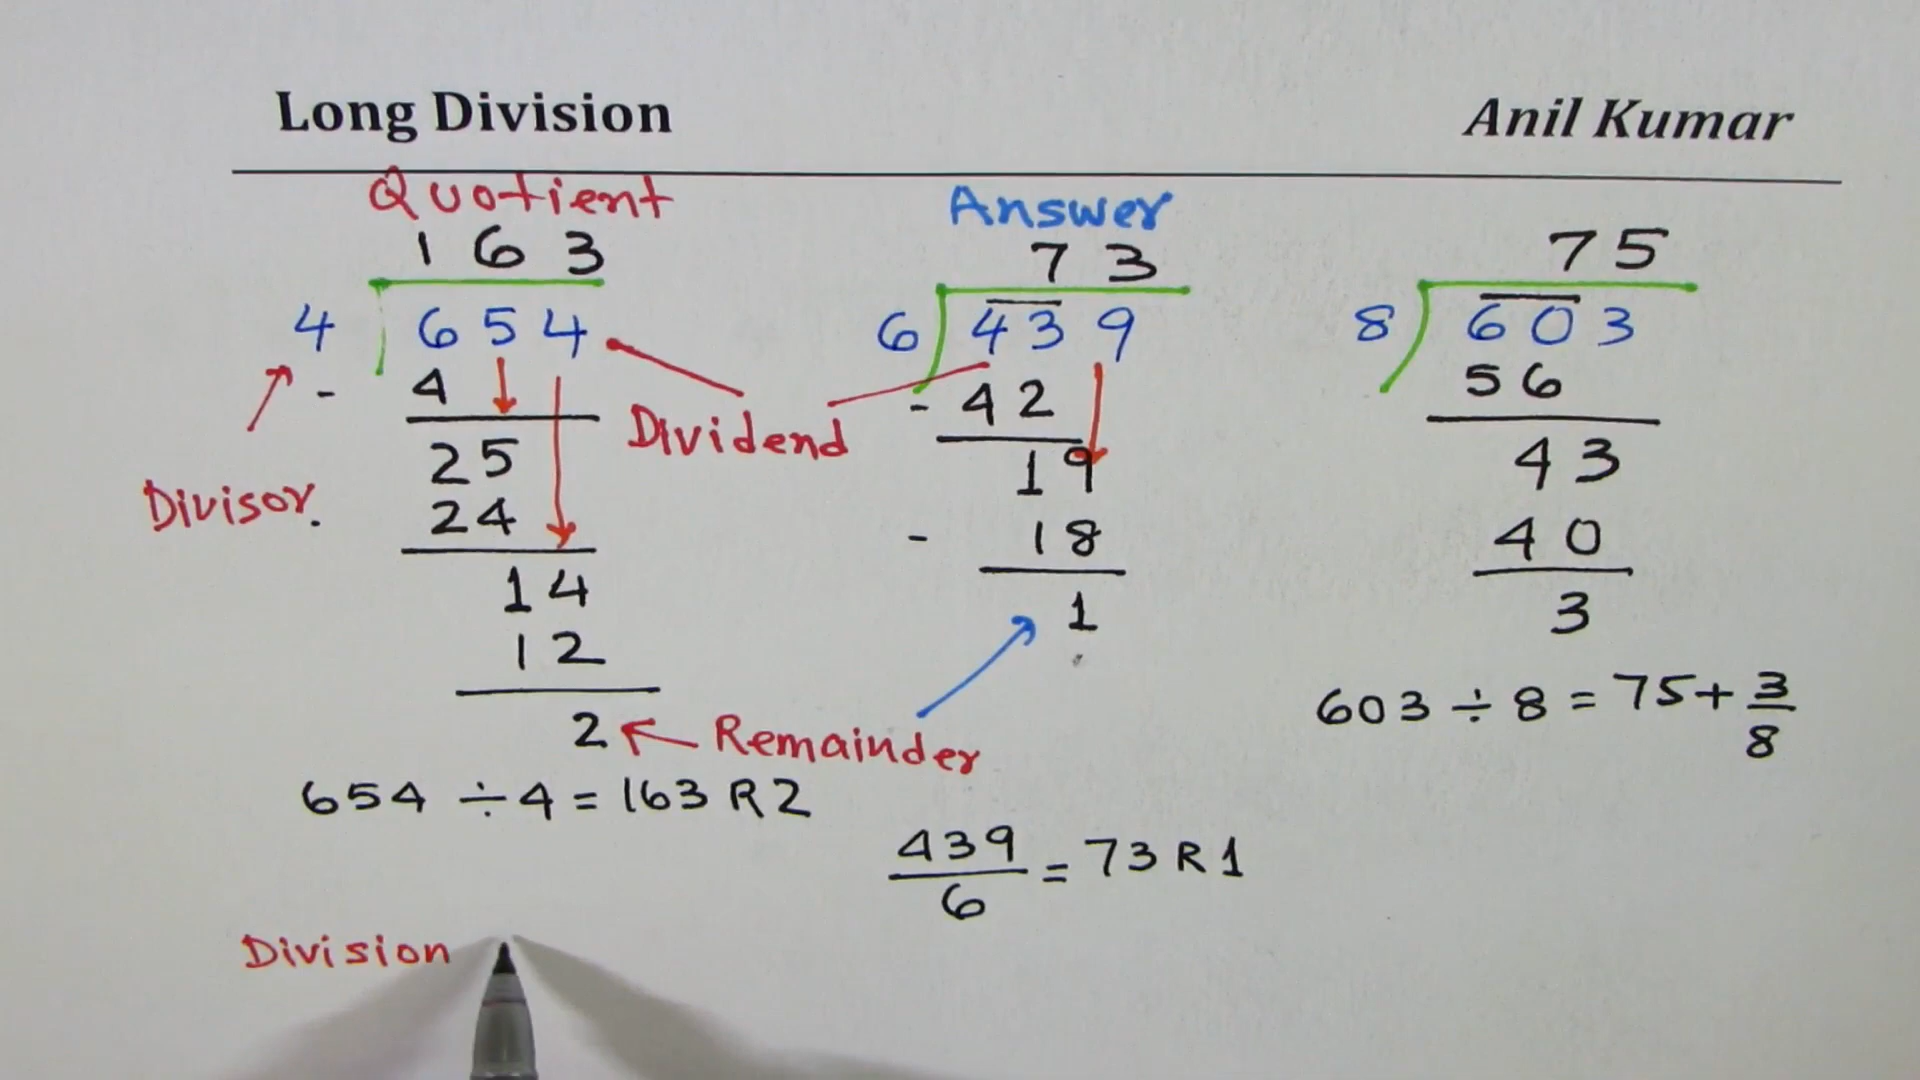 Long Division
Anil Kumar
Quotient
163
4 654
- 4
25
24
14
12
2
Divisor.
Dividend
Remainder
654 ÷ 4 = 163 R 2
Answer
73
6 439
- 42
19
- 18
1
439/6 = 73 R 1
75
8 603
56
43
40
3
603 ÷ 8 = 75 + 3/8
Division